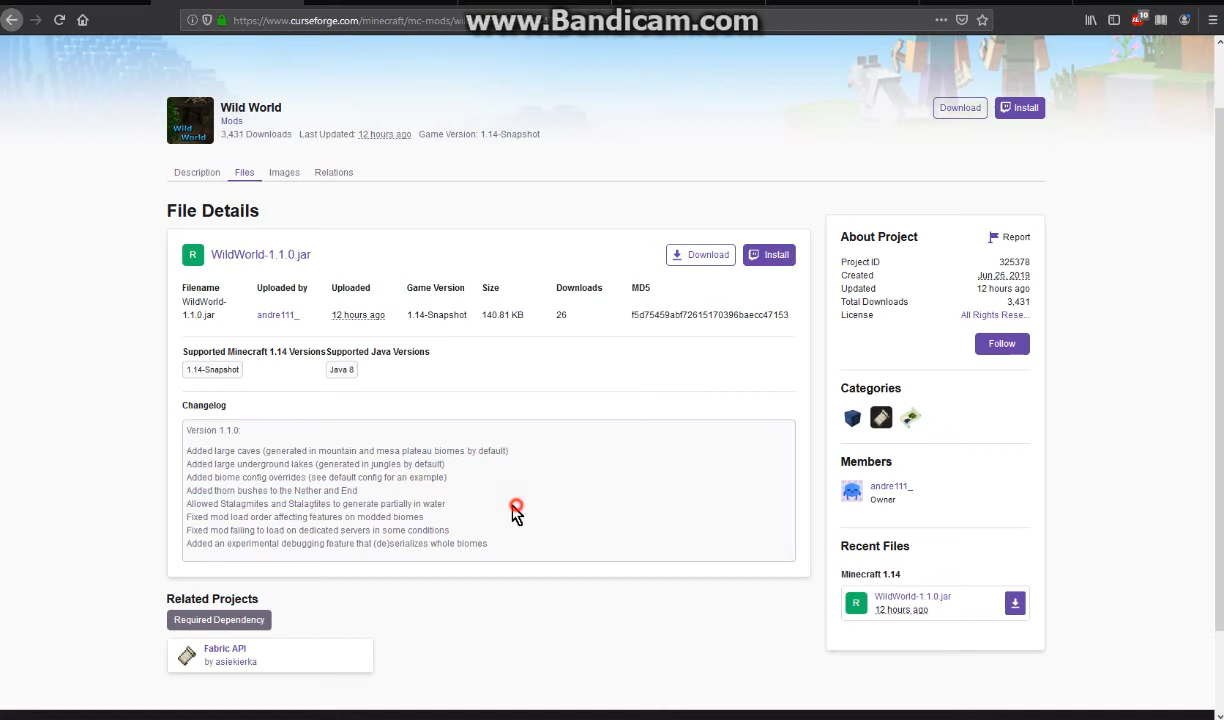 https://www.curseforge.com/minecraft/mc-mods/wi
www.Bandicam.com
10
Wild World
Wild World
Mods
3,431 Downloads Last Updated: 12 hours ago Game Version: 1.14-Snapshot
Download
Install
Description Files Images Relations
File Details
R WildWorld-1.1.0.jar
Download
Install
Filename Uploaded by Uploaded Game Version Size Downloads MD5
WildWorld-
1.1.0.jar andre111_ 12 hours ago 1.14-Snapshot 140.81 KB 26 f5d75459abf72615170396baecc47153
Supported Minecraft 1.14 Versions Supported Java Versions
1.14-Snapshot Java 8
Changelog
Version 1.1.0:
Added large caves (generated in mountain and mesa plateau biomes by default)
Added large underground lakes (generated in jungles by default)
Added biome config overrides (see default config for an example)
Added thorn bushes to the Nether and End
Allowed Stalagmites and Stalagtites to generate partially in water
Fixed mod load order affecting features on modded biomes
Fixed mod failing to load on dedicated servers in some conditions
Added an experimental debugging feature that (de)serializes whole biomes
Related Projects
Required Dependency
Fabric API
by asiekierka
About Project
Report
Project ID 325378
Created Jun 26, 2019
Updated 12 hours ago
Total Downloads 3,431
License All Rights Rese...
Follow
Categories
Members
andre111_
Owner
Recent Files
Minecraft 1.14
R WildWorld-1.1.0.jar
12 hours ago